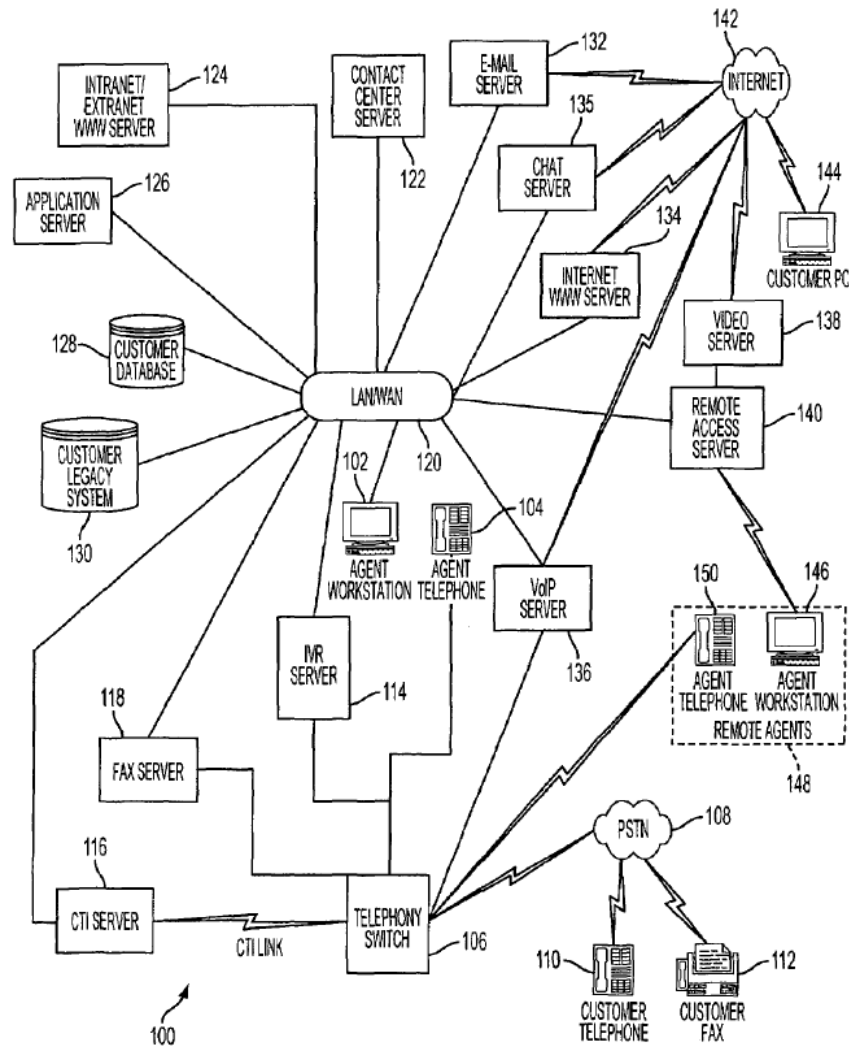 132
142
124
E-MAIL
SERVER
INTERNET
INTRANET/
EXTRANET
WWW SERVER
CONTACT
CENTER
SERVER
135
122
CHAT
SERVER
144
126
APPLICATION
SERVER
134
INTERNET
WWW SERVER
CUSTOMER PC
128
CUSTOMER
DATABASE
VIDEO
SERVER
138
LAN/WAN
120
REMOTE
ACCESS
SERVER
140
CUSTOMER
LEGACY
SYSTEM
130
102
104
AGENT
WORKSTATION
AGENT
TELEPHONE
VoIP
SERVER
136
150
146
IVR
SERVER
114
AGENT
TELEPHONE
AGENT
WORKSTATION
REMOTE AGENTS
148
118
FAX SERVER
PSTN
108
116
CTI SERVER
CTI LINK
TELEPHONY
SWITCH
106
110
112
CUSTOMER
TELEPHONE
CUSTOMER
FAX
100